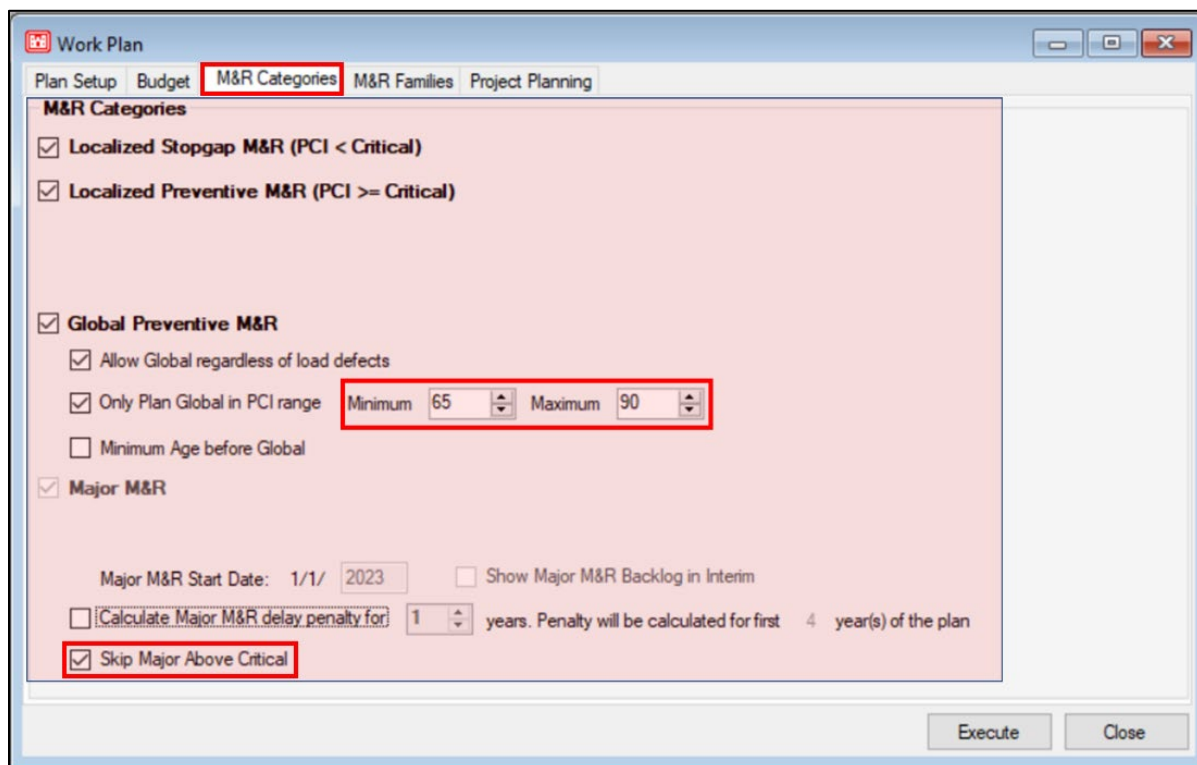 Work Plan
Plan Setup Budget M&R Categories M&R Families Project Planning
M&R Categories
Localized Stopgap M&R (PCI < Critical)
Localized Preventive M&R (PCI >= Critical)
Global Preventive M&R
Allow Global regardless of load defects
Only Plan Global in PCI range Minimum 65 Maximum 90
Minimum Age before Global
Major M&R
Major M&R Start Date: 1/1/ 2023 Show Major M&R Backlog in Interim
Calculate Major M&R delay penalty for 1 years. Penalty will be calculated for first 4 year(s) of the plan
Skip Major Above Critical
Execute Close